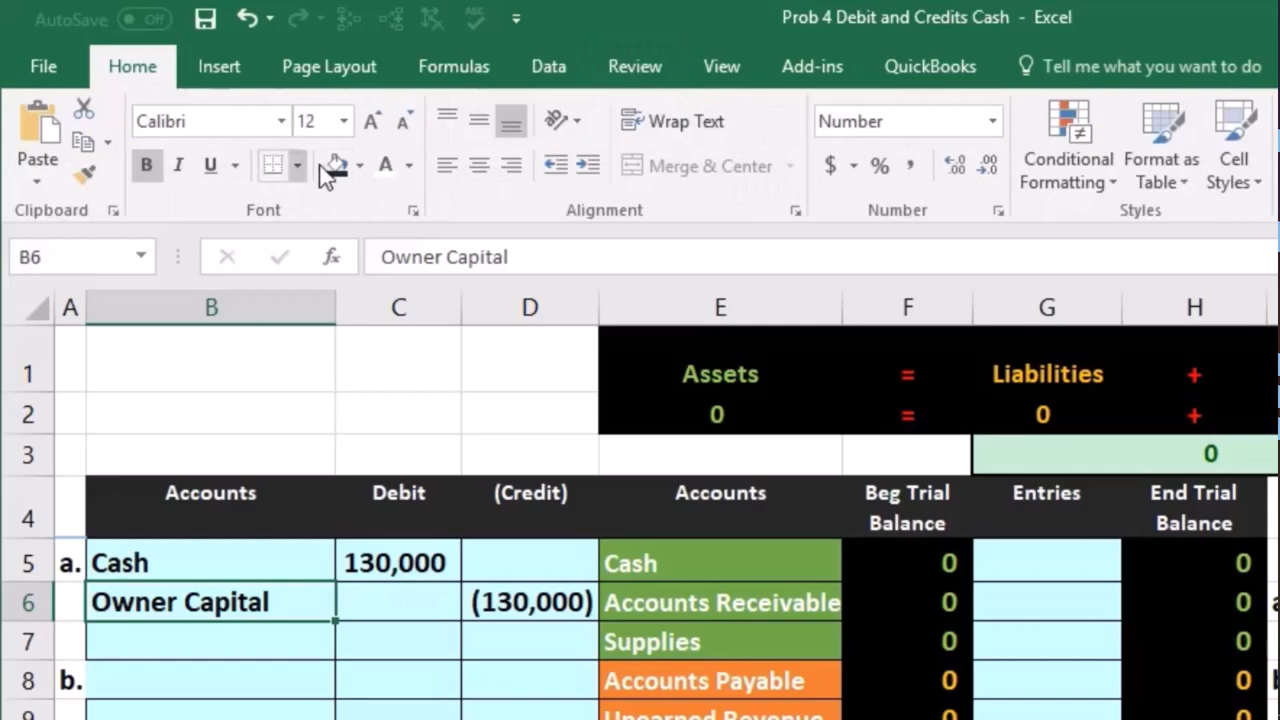 AutoSave Off Prob 4 Debit and Credits Cash - Excel
File Home Insert Page Layout Formulas Data Review View Add-ins QuickBooks Tell me what you want to do
Calibri 12 Wrap Text Number
Paste B I U A Merge & Center $ % , Conditional Formatting Format as Table Cell Styles
Clipboard Font Alignment Number Styles
B6 fx Owner Capital
A B C D E F G H
1 Assets = Liabilities +
2 0 = 0 +
3 0
4 Accounts Debit (Credit) Accounts Beg Trial Balance Entries End Trial Balance
5 a. Cash 130,000 Cash 0 0
6 Owner Capital (130,000) Accounts Receivable 0 0
7 Supplies 0 0
8 b. Accounts Payable 0 0
9 Unearned Revenue 0 0